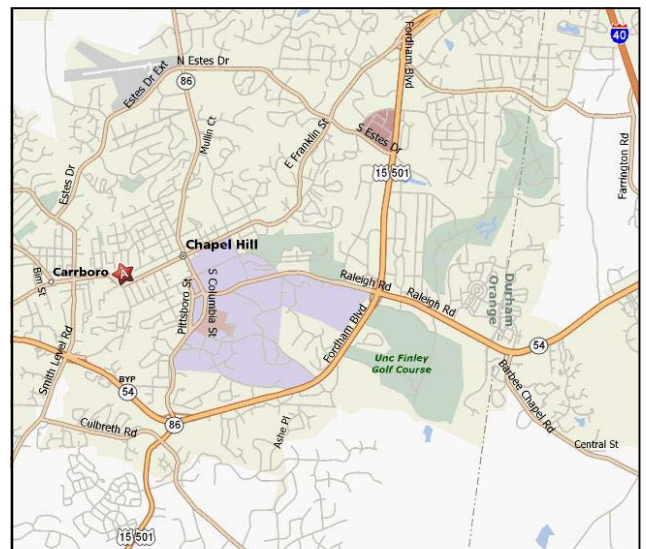 40
N Estes Dr
Fordham Blvd
86
Estes Dr Ext
Mullin Ct
E Franklin St
S Estes Dr
15 501
Farrington Rd
Estes Dr
Chapel Hill
Carrboro
A
Bim St
Pittsboro St
S Columbia St
Raleigh Rd
Raleigh Rd
Durham
Orange
Fordham Blvd
Smith Level Rd
54
Unc Finley
Golf Course
BYP
54
Barbee Chapel Rd
Culbreth Rd
86
Ashe Pl
Central St
15 501